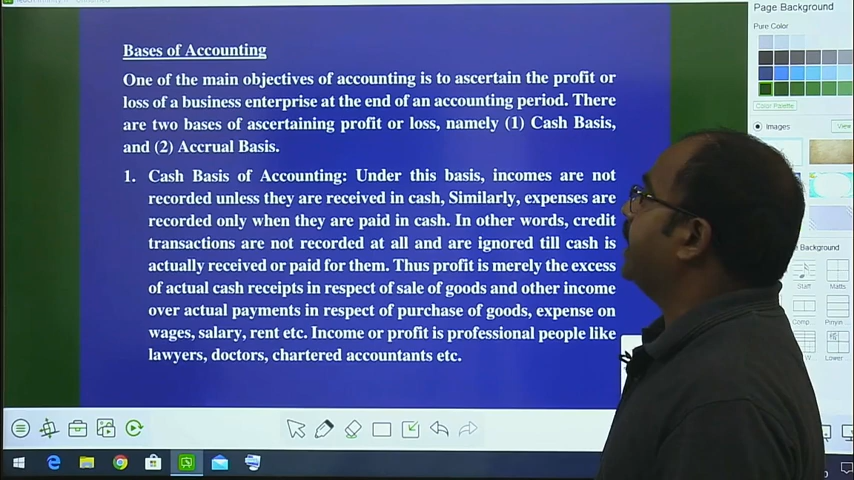 Page Background
Pure Color
Bases of Accounting
One of the main objectives of accounting is to ascertain the profit or
loss of a business enterprise at the end of an accounting period. There
are two bases of ascertaining profit or loss, namely (1) Cash Basis,
and (2) Accrual Basis.
1. Cash Basis of Accounting: Under this basis, incomes are not
recorded unless they are received in cash, Similarly, expenses are
recorded only when they are paid in cash. In other words, credit
transactions are not recorded at all and are ignored till cash is
actually received or paid for them. Thus profit is merely the excess
of actual cash receipts in respect of sale of goods and other income
over actual payments in respect of purchase of goods, expense on
wages, salary, rent etc. Income or profit is professional people like
lawyers, doctors, chartered accountants etc.
Color Palette
Images
View
Background
Staff
Matts.
Comp...
Pinyin
Lower